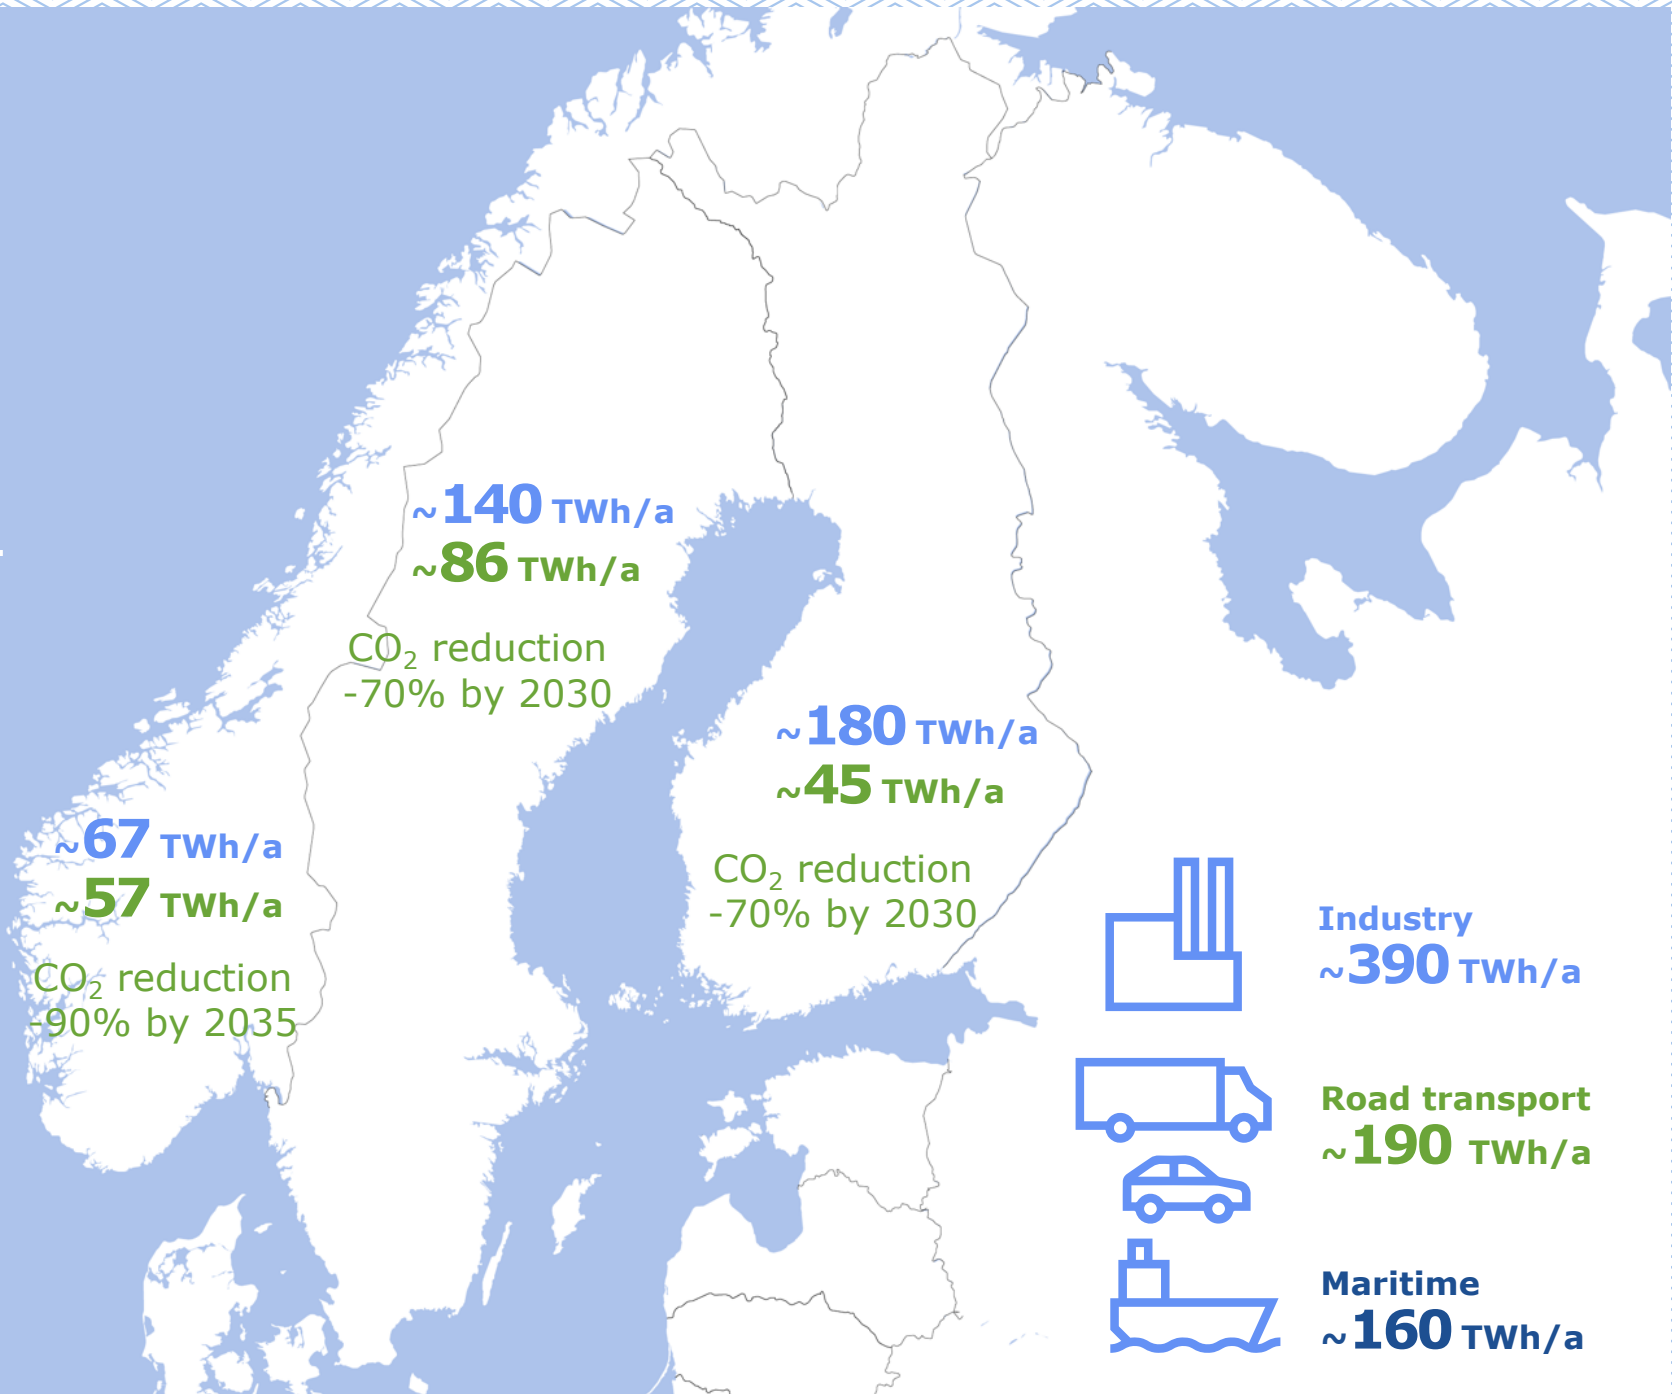 ~140 TWh/a
~86 TWh/a
CO₂ reduction
-70% by 2030
~180 TWh/a
~45 TWh/a
CO₂ reduction
-70% by 2030
~67 TWh/a
~57 TWh/a
CO₂ reduction
-90% by 2035
Industry
~390 TWh/a
Road transport
~190 TWh/a
Maritime
~160 TWh/a